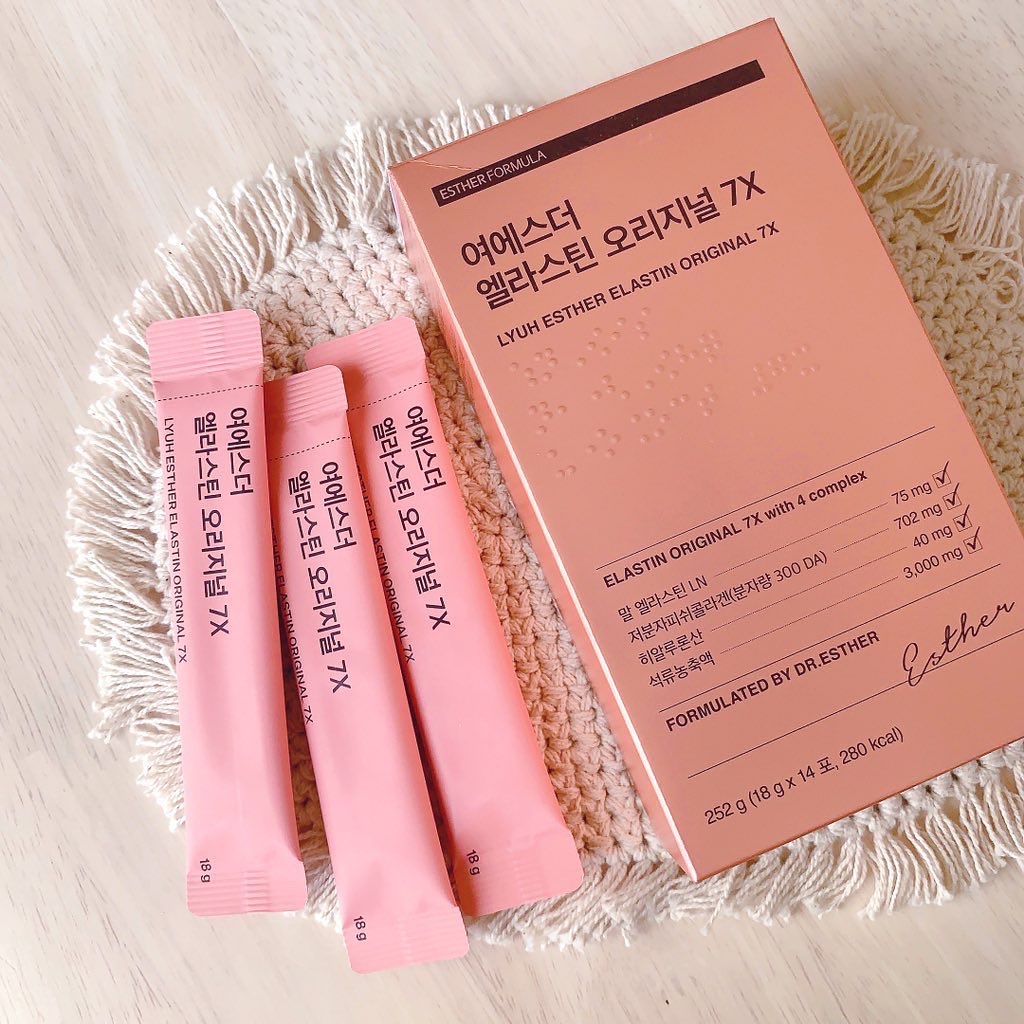 ESTHER FORMULA
여에스더
엘라스틴 오리지널 7X
LYUH ESTHER ELASTIN ORIGINAL 7X
ELASTIN ORIGINAL 7X with 4 complex
말 엘라스틴 LN 75 mg
저분자피쉬콜라겐(분자량 300 DA) 702 mg
히알루론산 40 mg
석류농축액 3,000 mg
FORMULATED BY DR.ESTHER
Esther
252 g (18 g x 14 포, 280 kcal)
여에스더
엘라스틴 오리지널 7X
LYUH ESTHER ELASTIN ORIGINAL 7X
18 g
여에스더
엘라스틴 오리지널 7X
ESTHER ELASTIN ORIGINAL 7X
18 g
여에스더
엘라스틴 오리지널 7X
ESTHER ELASTIN ORIGINAL 7X
18 g